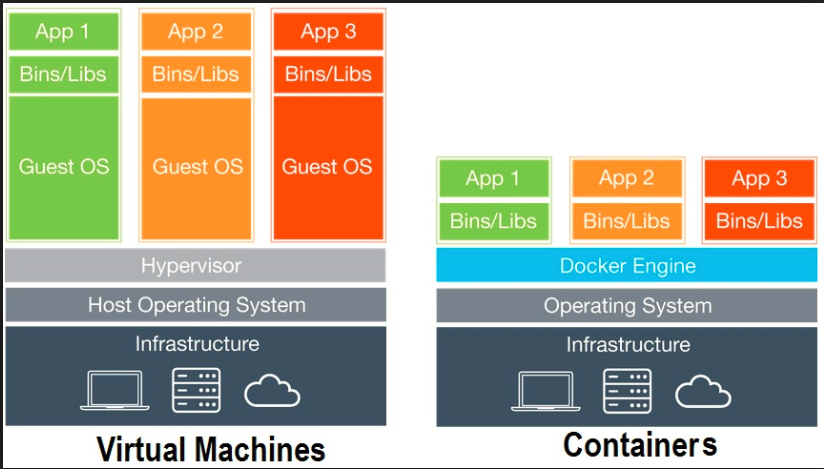 App 1
App 2
App 3
Bins/Libs
Bins/Libs
Bins/Libs
Guest OS
Guest OS
Guest OS
Hypervisor
Host Operating System
Infrastructure
Virtual Machines
App 1
App 2
App 3
Bins/Libs
Bins/Libs
Bins/Libs
Docker Engine
Operating System
Infrastructure
Containers